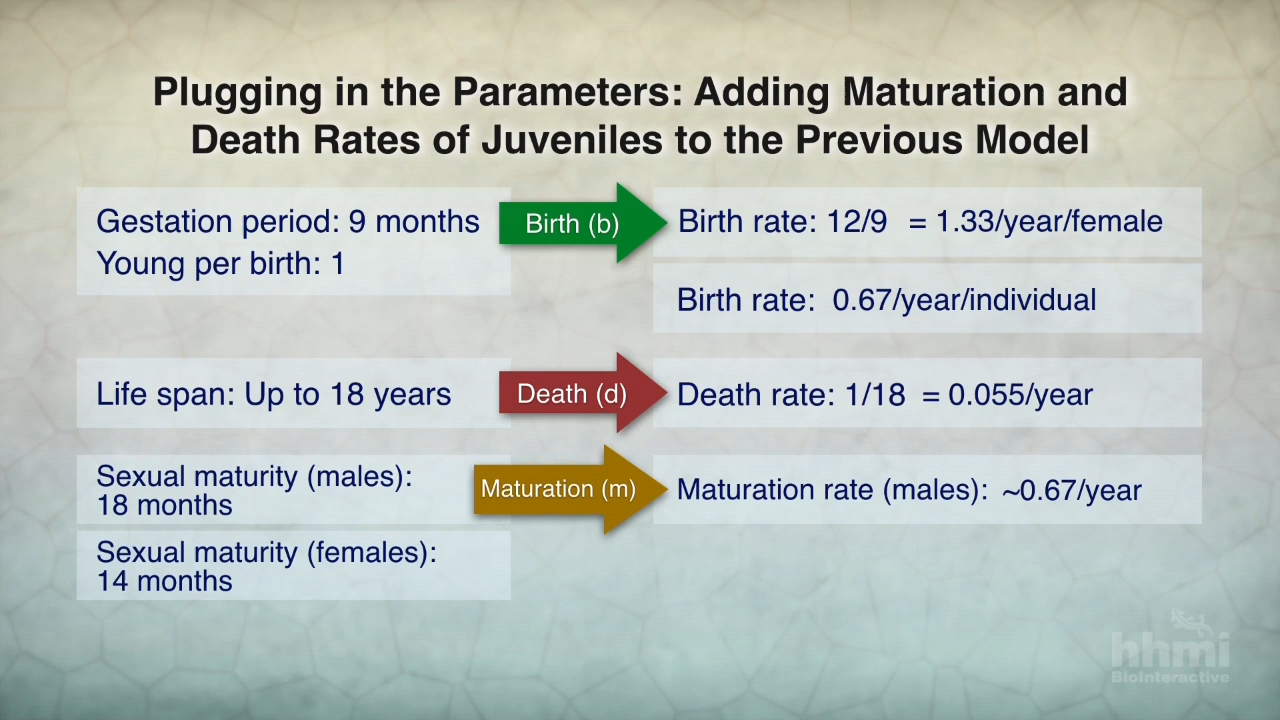 Plugging in the Parameters: Adding Maturation and
Death Rates of Juveniles to the Previous Model
Gestation period: 9 months
Young per birth: 1
Birth (b)
Birth rate: 12/9 = 1.33/year/female
Birth rate: 0.67/year/individual
Life span: Up to 18 years
Death (d)
Death rate: 1/18 = 0.055/year
Sexual maturity (males):
18 months
Maturation (m)
Maturation rate (males): ~0.67/year
Sexual maturity (females):
14 months
hhmi
BioInteractive